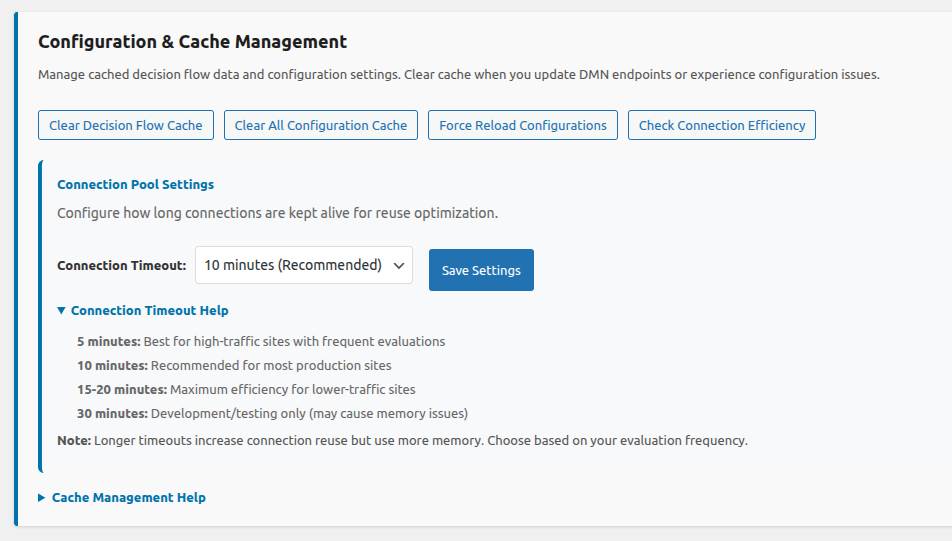 Configuration & Cache Management
Manage cached decision flow data and configuration settings. Clear cache when you update DMN endpoints or experience configuration issues.
Clear Decision Flow Cache
Clear All Configuration Cache
Force Reload Configurations
Check Connection Efficiency
Connection Pool Settings
Configure how long connections are kept alive for reuse optimization.
Connection Timeout: 10 minutes (Recommended) Save Settings
Connection Timeout Help
5 minutes: Best for high-traffic sites with frequent evaluations
10 minutes: Recommended for most production sites
15-20 minutes: Maximum efficiency for lower-traffic sites
30 minutes: Development/testing only (may cause memory issues)
Note: Longer timeouts increase connection reuse but use more memory. Choose based on your evaluation frequency.
Cache Management Help